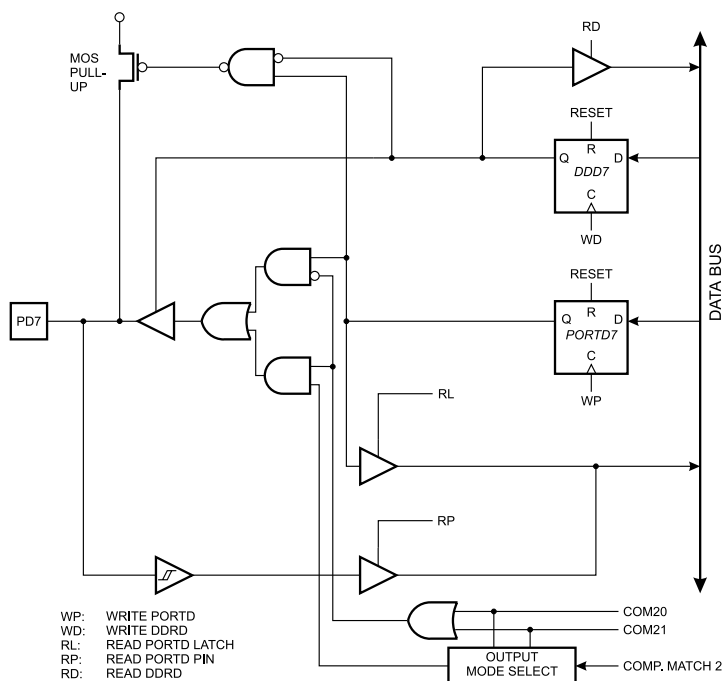 RD
MOS
PULL-
UP
RESET
R
Q
D
DDD7
C
WD
RESET
R
Q
D
PORTD7
C
WP
DATA BUS
PD7
RL
RP
WP: WRITE PORTD
WD: WRITE DDRD
RL: READ PORTD LATCH
RP: READ PORTD PIN
RD: READ DDRD
COM20
COM21
OUTPUT
MODE SELECT
COMP. MATCH 2